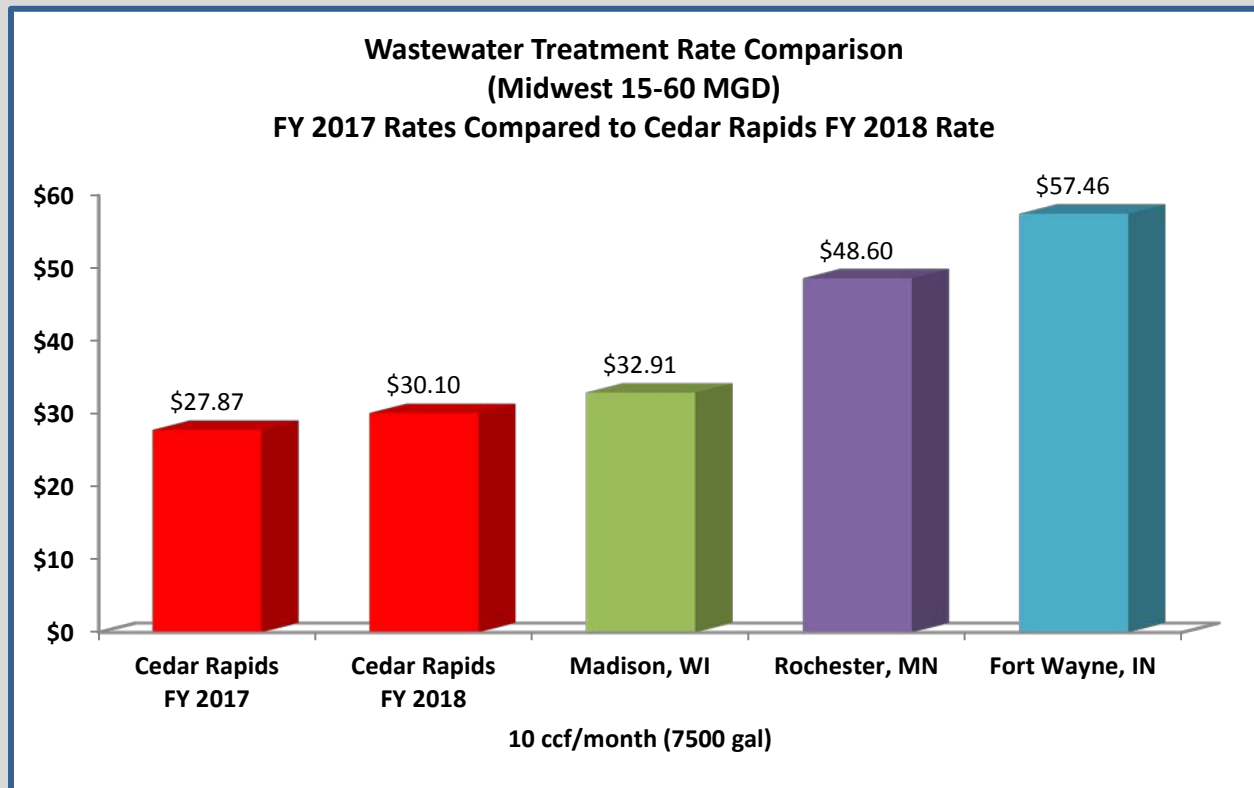 Wastewater Treatment Rate Comparison
(Midwest 15-60 MGD)
FY 2017 Rates Compared to Cedar Rapids FY 2018 Rate
$60
$50
$40
$30
$20
$10
$0
$27.87
$30.10
$32.91
$48.60
$57.46
Cedar Rapids
FY 2017
Cedar Rapids
FY 2018
Madison, WI
Rochester, MN
Fort Wayne, IN
10 ccf/month (7500 gal)